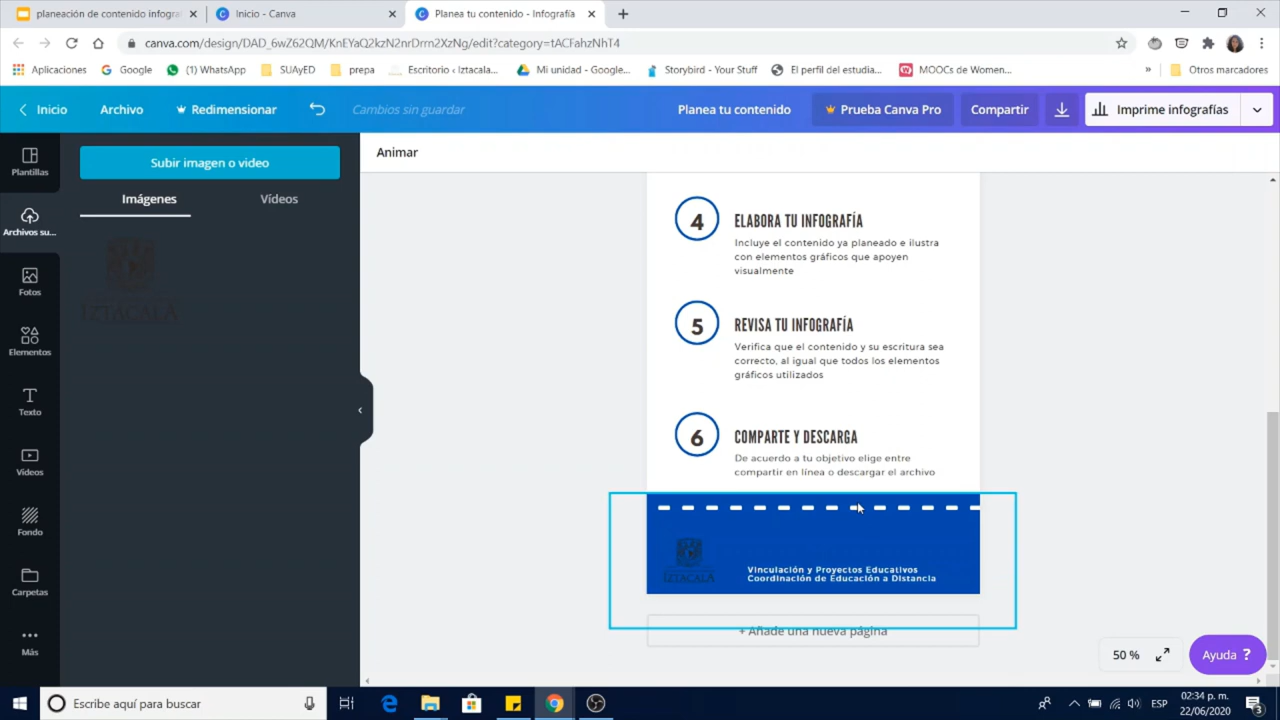 planeación de contenido infogra
Inicio - Canva
Planea tu contenido - Infografía
canva.com/design/DAD_6wZ62QM/KnEYaQ2kzN2nrDrrn2XzNg/edit?category=tACFahzNhT4
Aplicaciones
Google
(1) WhatsApp
SUAyED
prepa
Escritorio ‹ Iztacala...
Mi unidad - Google...
Storybird - Your Stuff
El perfil del estudia...
MOOCs de Women...
»
Otros marcadores
Inicio
Archivo
Redimensionar
Cambios sin guardar
Planea tu contenido
Prueba Canva Pro
Compartir
Imprime infografías
Plantillas
Archivos su...
Fotos
Elementos
Texto
Vídeos
Fondo
Carpetas
Más
Subir imagen o video
Imágenes
Vídeos
IZTACALA
Animar
4
ELABORA TU INFOGRAFÍA
Incluye el contenido ya planeado e ilustra
con elementos gráficos que apoyen
visualmente
5
REVISA TU INFOGRAFÍA
Verifica que el contenido y su escritura sea
correcto, al igual que todos los elementos
gráficos utilizados
6
COMPARTE Y DESCARGA
De acuerdo a tu objetivo elige entre
compartir en línea o descargar el archivo
IZTACALA
Vinculación y Proyectos Educativos
Coordinación de Educación a Distancia
+ Añade una nueva página
50 %
Ayuda ?
Escribe aquí para buscar
ESP
02:34 p. m.
22/06/2020
3